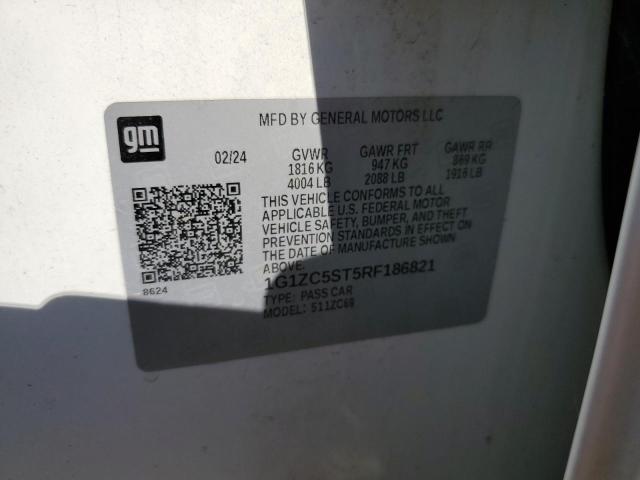 gm
MFD BY GENERAL MOTORS LLC
02/24 GVWR GAWR FRT GAWR RR
1816 KG 947 KG 869 KG
4004 LB 2088 LB 1916 LB
THIS VEHICLE CONFORMS TO ALL
APPLICABLE U.S. FEDERAL MOTOR
VEHICLE SAFETY, BUMPER, AND THEFT
PREVENTION STANDARDS IN EFFECT ON
THE DATE OF MANUFACTURE SHOWN
ABOVE.
1G1ZC5ST5RF186821
TYPE: PASS CAR
MODEL: 511ZC69
8624